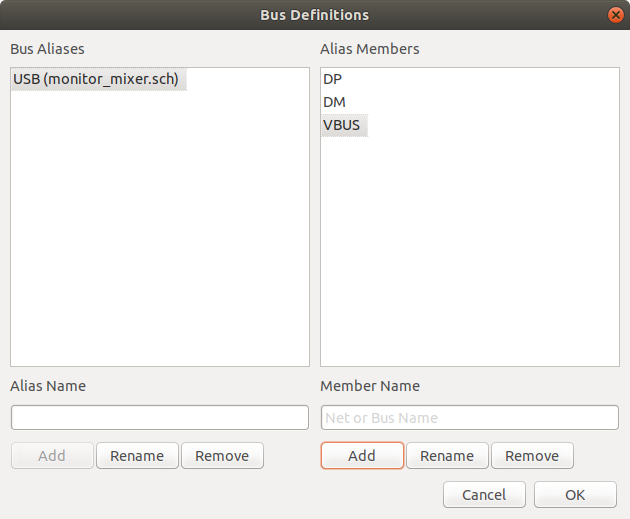 Bus Definitions
Bus Aliases
Alias Members
USB (monitor_mixer.sch)
DP
DM
VBUS
Alias Name
Member Name
Net or Bus Name
Add
Rename
Remove
Add
Rename
Remove
Cancel
OK